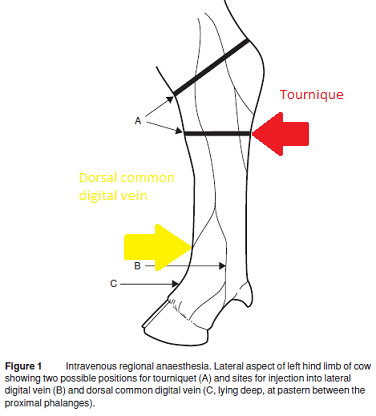 Tournique
A
Dorsal common
digital vein
B
C
Figure 1 Intravenous regional anaesthesia. Lateral aspect of left hind limb of cow
showing two possible positions for tourniquet (A) and sites for injection into lateral
digital vein (B) and dorsal common digital vein (C, lying deep, at pastern between the
proximal phalanges).